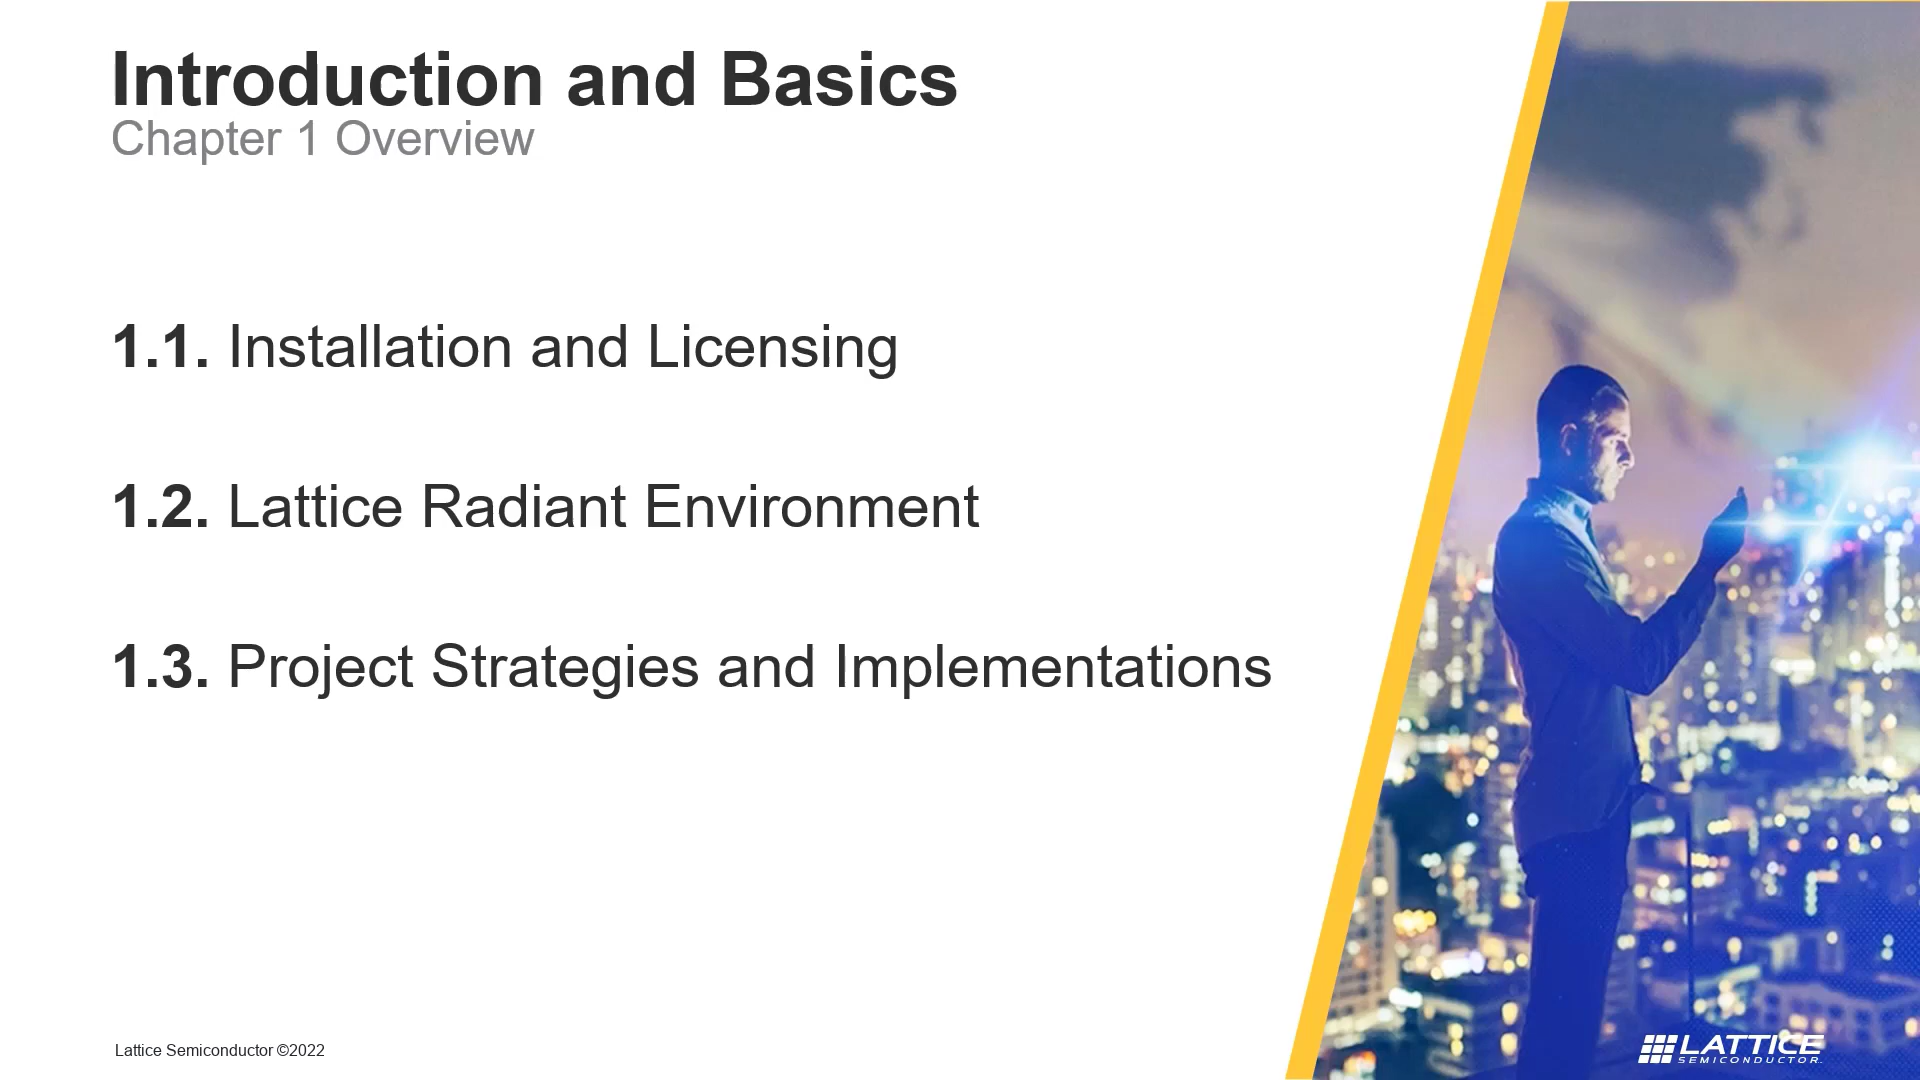 Introduction and Basics
Chapter 1 Overview
1.1. Installation and Licensing
1.2. Lattice Radiant Environment
1.3. Project Strategies and Implementations
Lattice Semiconductor ©2022
LATTICE
SEMICONDUCTOR.